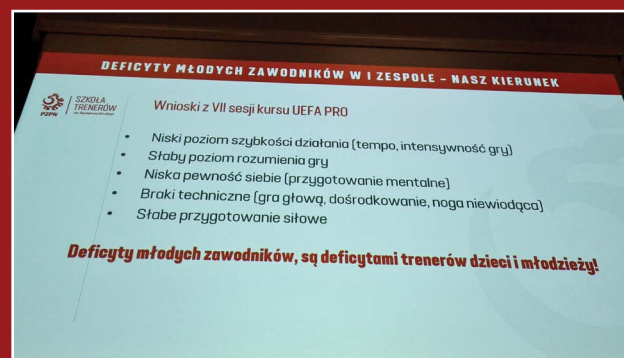 DEFICYTY MŁODYCH ZAWODNIKÓW W I ZESPOLE - NASZ KIERUNEK
PZPN
SZKOŁA
TRENERÓW
Wnioski z VII sesji kursu UEFA PRO
• Niski poziom szybkości działania (tempo, intensywność gry)
• Słaby poziom rozumienia gry
• Niska pewność siebie (przygotowanie mentalne)
• Braki techniczne (gra głową, dośrodkowanie, noga niewiodąca)
• Słabe przygotowanie siłowe
Deficyty młodych zawodników, są deficytami trenerów dzieci i młodzieży!